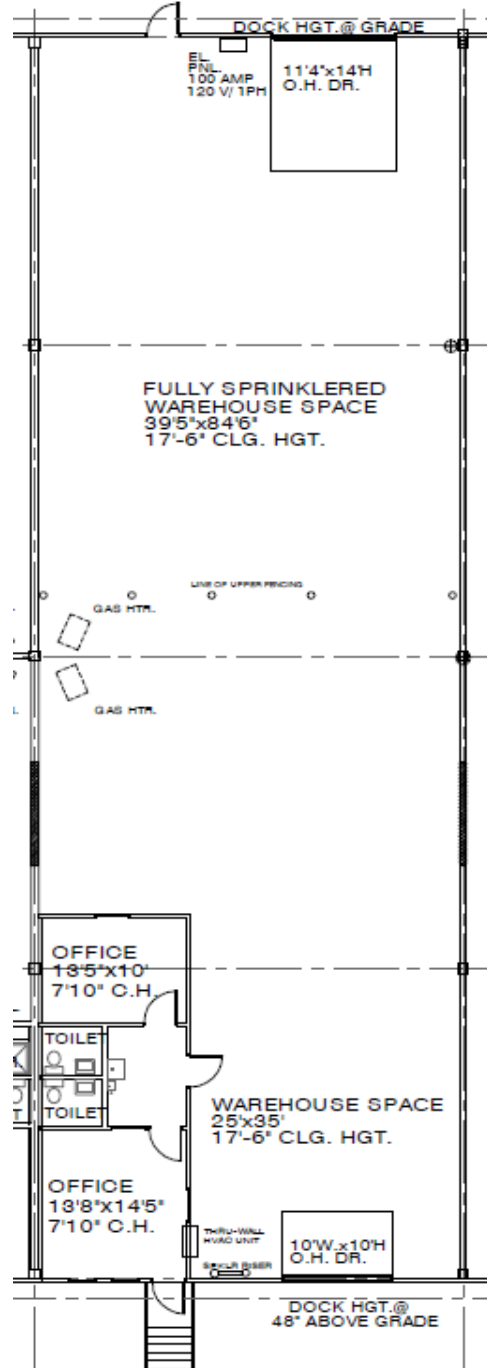 DOCK HGT.@ GRADE
EL.
PNL.
100 AMP
120 V/ 1PH
11'4"x14'H
O.H. DR.
FULLY SPRINKLERED
WAREHOUSE SPACE
39'5"x84'6"
17'-6" CLG. HGT.
LINE OF UPPER FENCING
GAS HTR.
GAS HTR.
OFFICE
13'5"x10'
7'10" C.H.
TOILET
TOILET
WAREHOUSE SPACE
25'x35'
17'-6" CLG. HGT.
OFFICE
13'8"x14'5"
7'10" C.H.
THRU-WALL
HVAC UNIT
SPKLR RISER
10'W.x10'H
O.H. DR.
DOCK HGT.@
48" ABOVE GRADE